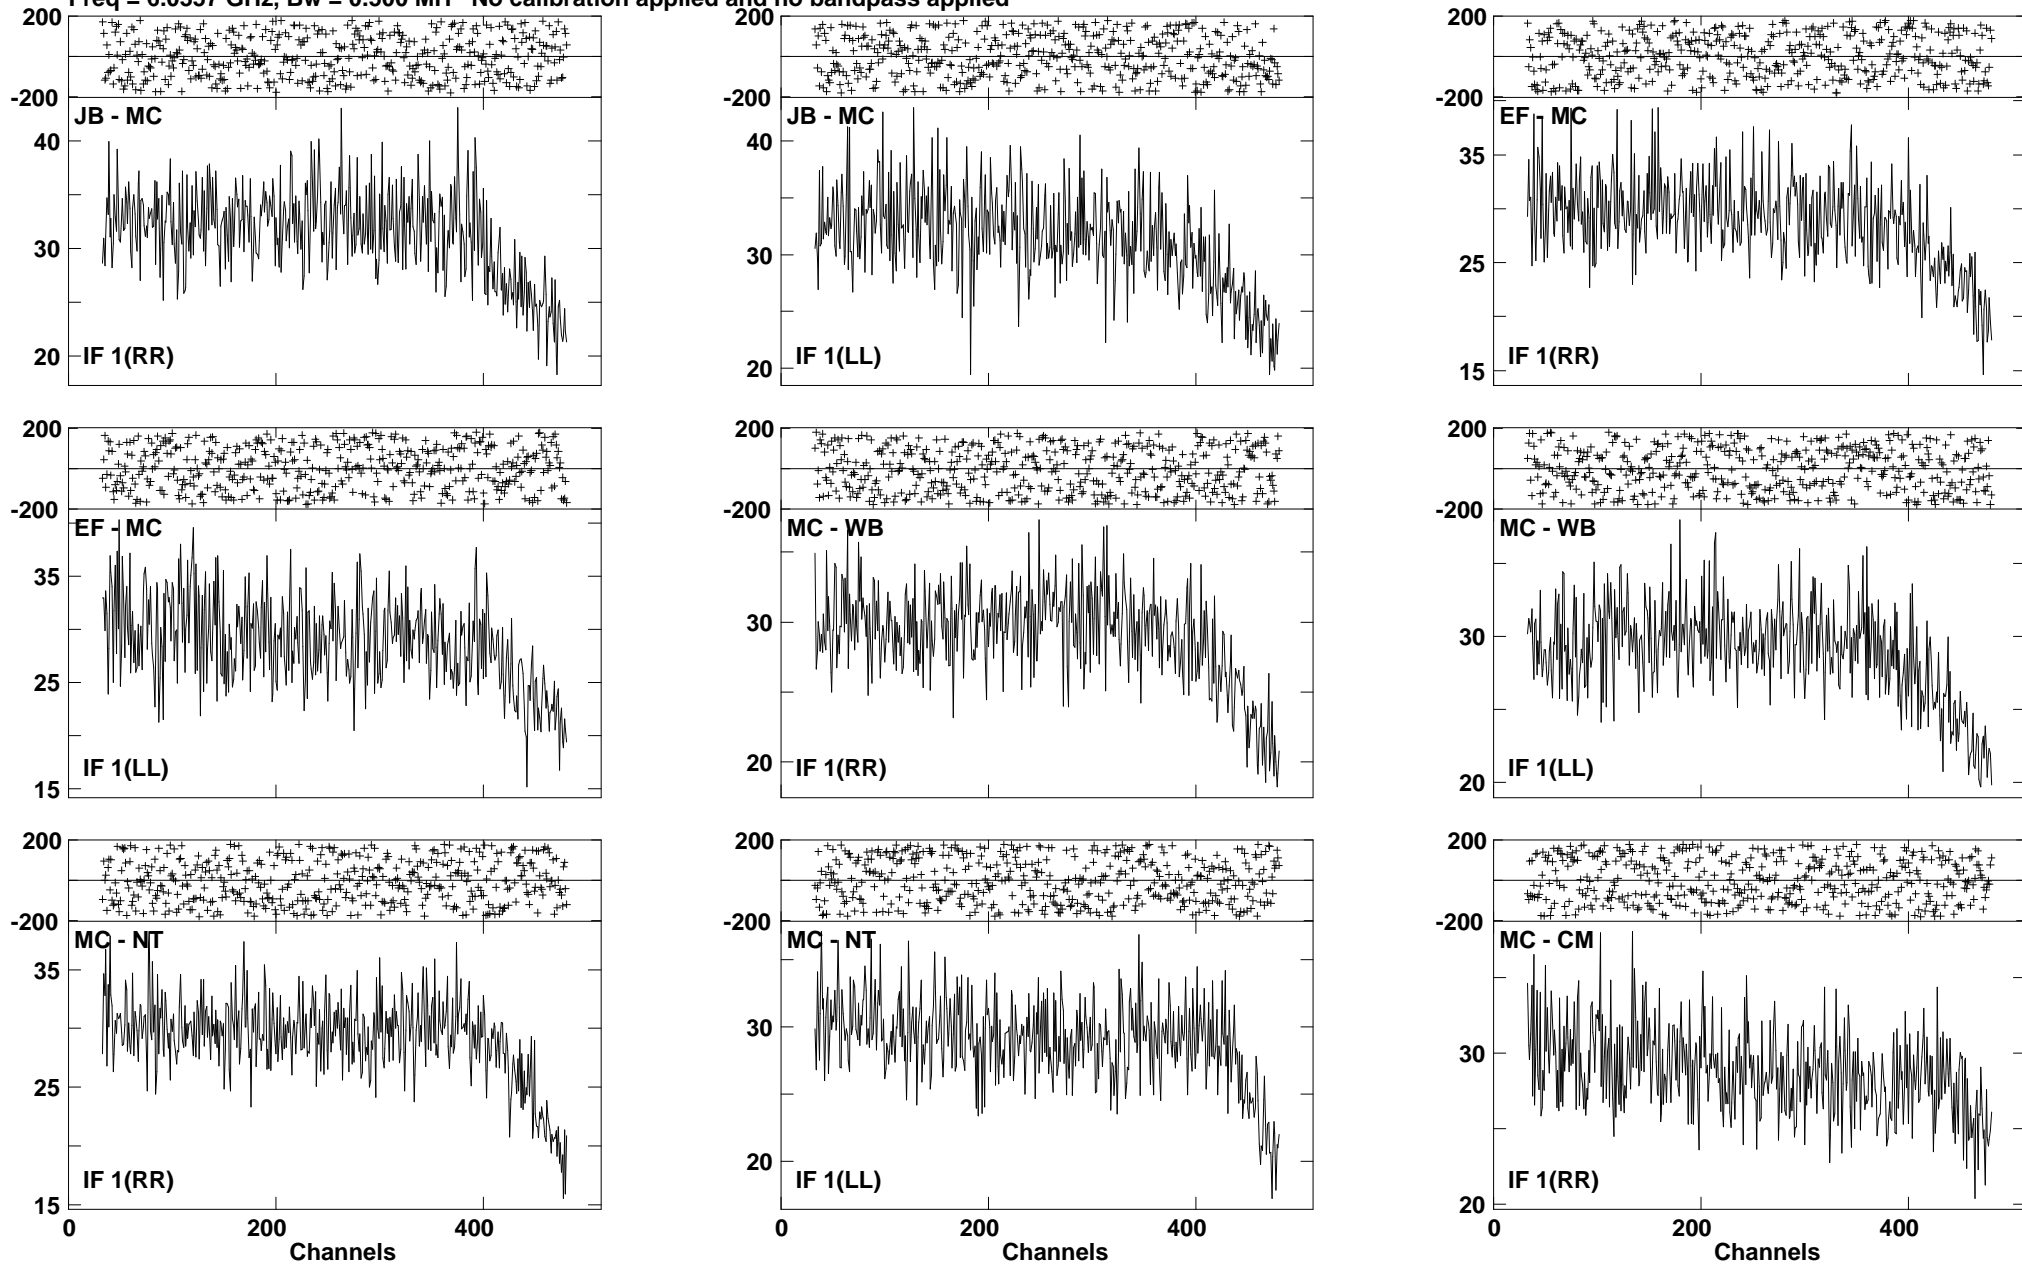 Freq = 6.0357 GHz, Bw = 0.500 MH No calibration applied and no bandpass applied
200 200 200
-200 -200 -200
JB - MC JB - MC EF - MC
40 40 35
30 30 25
20 20 15
IF 1(RR) IF 1(LL) IF 1(RR)
200 200 200
-200 -200 -200
EF - MC MC - WB MC - WB
35 30 30
25 20 20
15
IF 1(LL) IF 1(RR) IF 1(LL)
200 200 200
-200 -200 -200
MC - NT MC - NT MC - CM
35 30 30
25 20 20
15
IF 1(RR) IF 1(LL) IF 1(RR)
0 200 400 0 200 400 0 200 400
Channels Channels Channels